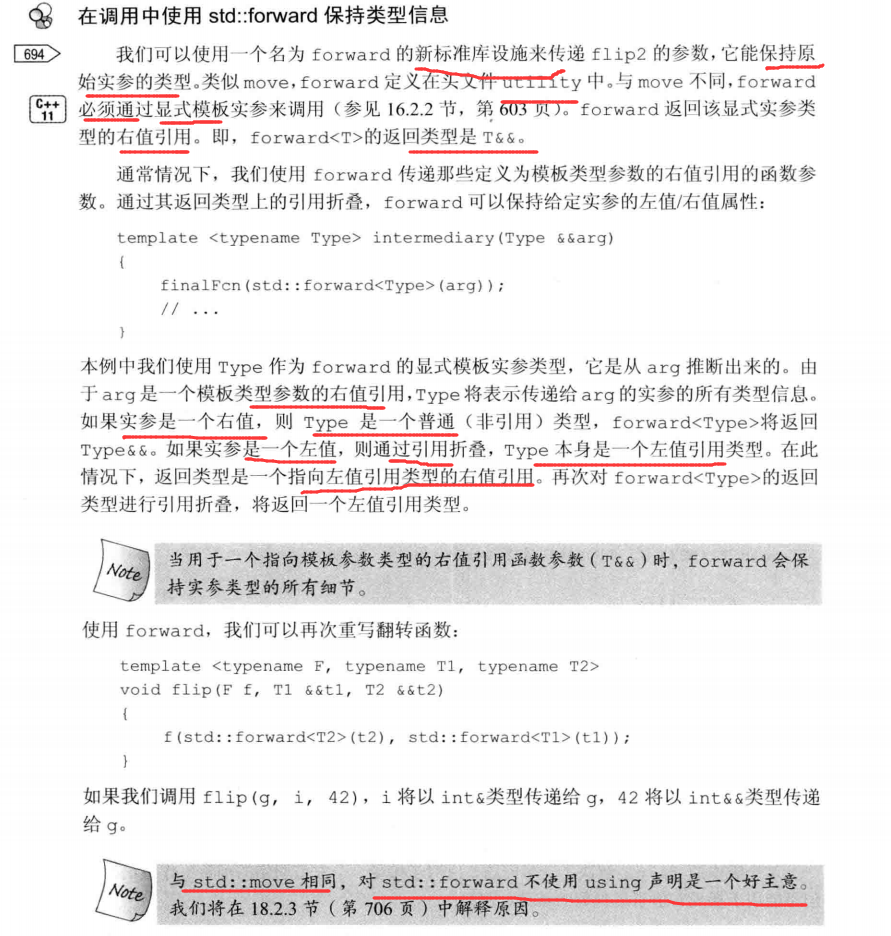 在调用中使用 std::forward 保持类型信息
694
我们可以使用一个名为 forward 的新标准库设施来传递 flip2 的参数,它能保持原
始实参的类型。类似 move,forward 定义在头文件 utility 中。与 move 不同,forward
C++
11
必须通过显式模板实参来调用(参见 16.2.2 节,第 603 页)。forward 返回该显式实参类
型的右值引用。即,forward<T>的返回类型是 T&&。
通常情况下,我们使用 forward 传递那些定义为模板类型参数的右值引用的函数参
数。通过其返回类型上的引用折叠,forward 可以保持给定实参的左值/右值属性:
template <typename Type> intermediary(Type &&arg)
{
finalFcn(std::forward<Type>(arg));
// ...
}
本例中我们使用 Type 作为 forward 的显式模板实参类型,它是从 arg 推断出来的。由
于 arg 是一个模板类型参数的右值引用,Type 将表示传递给 arg 的实参的所有类型信息。
如果实参是一个右值,则 Type 是一个普通(非引用)类型,forward<Type>将返回
Type&&。如果实参是一个左值,则通过引用折叠,Type 本身是一个左值引用类型。在此
情况下,返回类型是一个指向左值引用类型的右值引用。再次对 forward<Type>的返回
类型进行引用折叠,将返回一个左值引用类型。
Note
当用于一个指向模板参数类型的右值引用函数参数(T&&)时,forward 会保
持实参类型的所有细节。
使用 forward,我们可以再次重写翻转函数:
template <typename F, typename T1, typename T2>
void flip(F f, T1 &&t1, T2 &&t2)
{
f(std::forward<T2>(t2), std::forward<T1>(t1));
}
如果我们调用 flip(g, i, 42),i 将以 int&类型传递给 g,42 将以 int&&类型传递
给 g。
Note
与 std::move 相同,对 std::forward 不使用 using 声明是一个好主意。
我们将在 18.2.3 节(第 706 页)中解释原因。